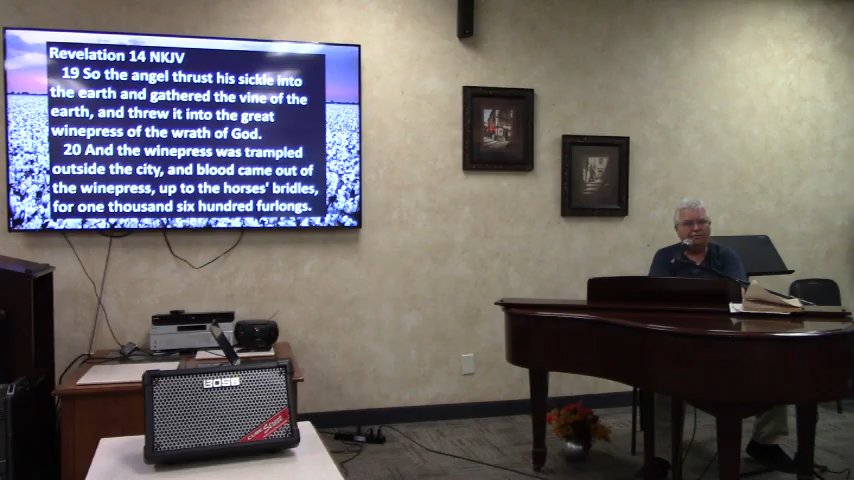 Revelation 14 NKJV
19 So the angel thrust his sickle into
the earth and gathered the vine of the
earth, and threw it into the great
winepress of the wrath of God.
20 And the winepress was trampled
outside the city, and blood came out of
the winepress, up to the horses' bridles,
for one thousand six hundred furlongs.
BOSS
CUBE Street